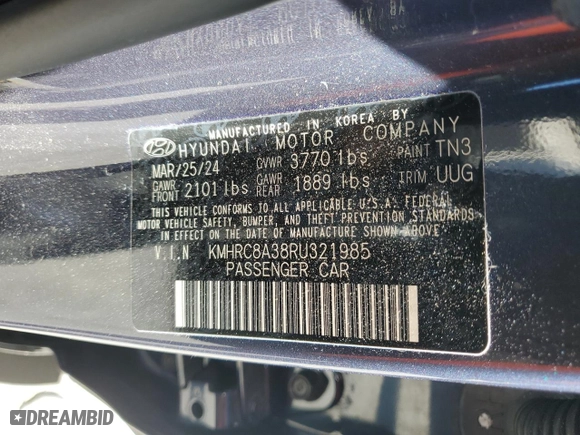 MANUFACTURED IN KOREA BY
HYUNDAI MOTOR COMPANY
MAR/25/24 GVWR 3770 lbs PAINT TN3
GAWR FRONT 2101 lbs GAWR REAR 1889 lbs TRIM UUG
THIS VEHICLE CONFORMS TO ALL APPLICABLE U.S.A. FEDERAL
MOTOR VEHICLE SAFETY, BUMPER, AND THEFT PREVENTION STANDARDS
IN EFFECT ON THE DATE OF MANUFACTURE SHOWN ABOVE
V.I.N KMHRC8A38RU321985
PASSENGER CAR
DREAMBID